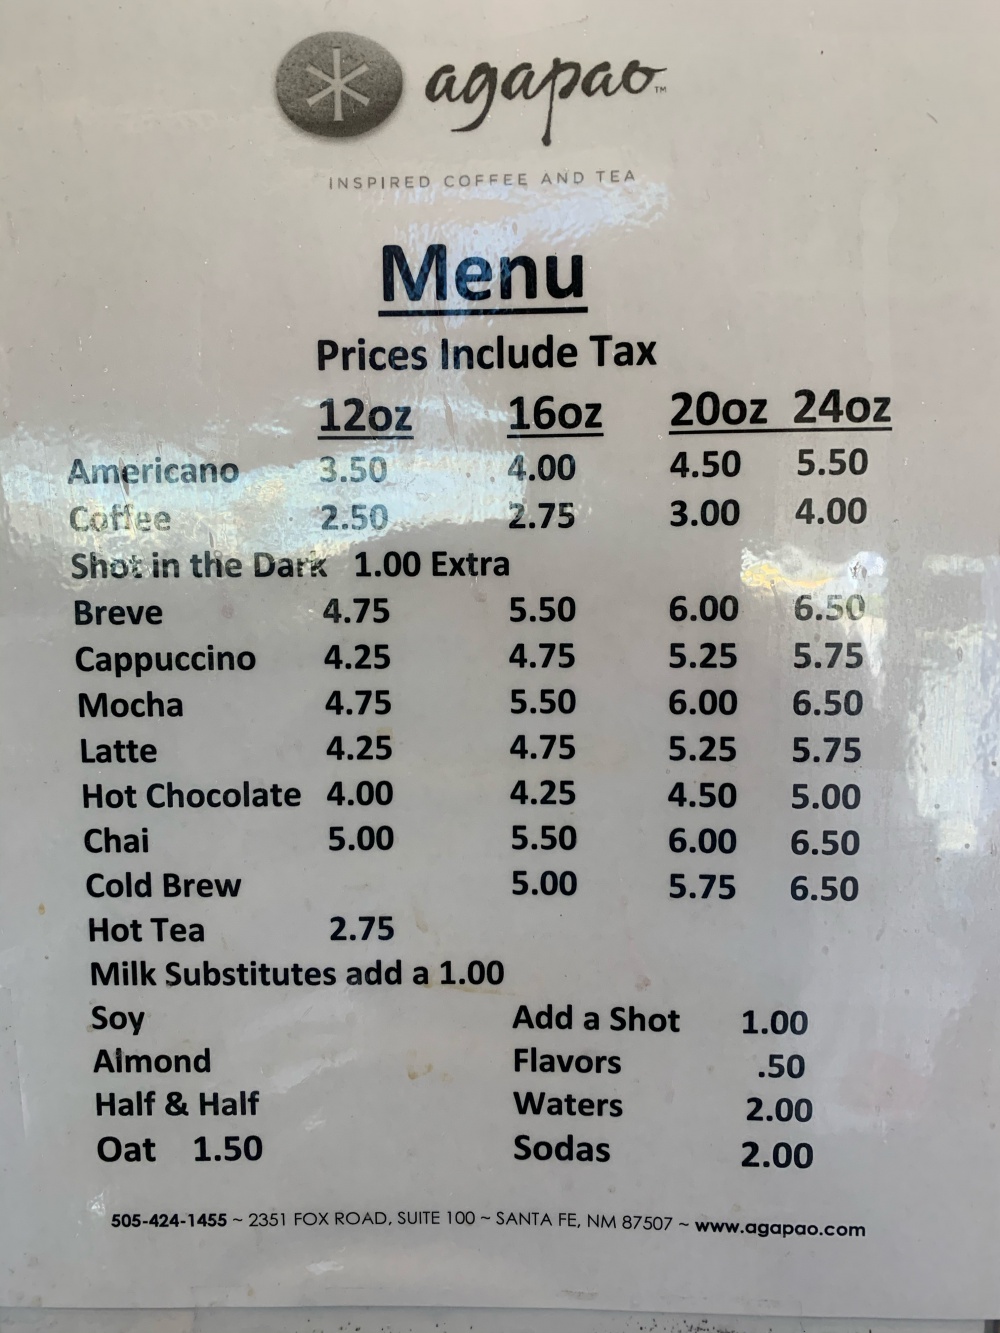 agapao™
INSPIRED COFFEE AND TEA
Menu
Prices Include Tax
12oz 16oz 20oz 24oz
Americano 3.50 4.00 4.50 5.50
Coffee 2.50 2.75 3.00 4.00
Shot in the Dark 1.00 Extra
Breve 4.75 5.50 6.00 6.50
Cappuccino 4.25 4.75 5.25 5.75
Mocha 4.75 5.50 6.00 6.50
Latte 4.25 4.75 5.25 5.75
Hot Chocolate 4.00 4.25 4.50 5.00
Chai 5.00 5.50 6.00 6.50
Cold Brew 5.00 5.75 6.50
Hot Tea 2.75
Milk Substitutes add a 1.00
Soy Add a Shot 1.00
Almond Flavors .50
Half & Half Waters 2.00
Oat 1.50 Sodas 2.00
505-424-1455 ~ 2351 FOX ROAD, SUITE 100 ~ SANTA FE, NM 87507 ~ www.agapao.com